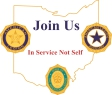 Join Us
In Service Not Self